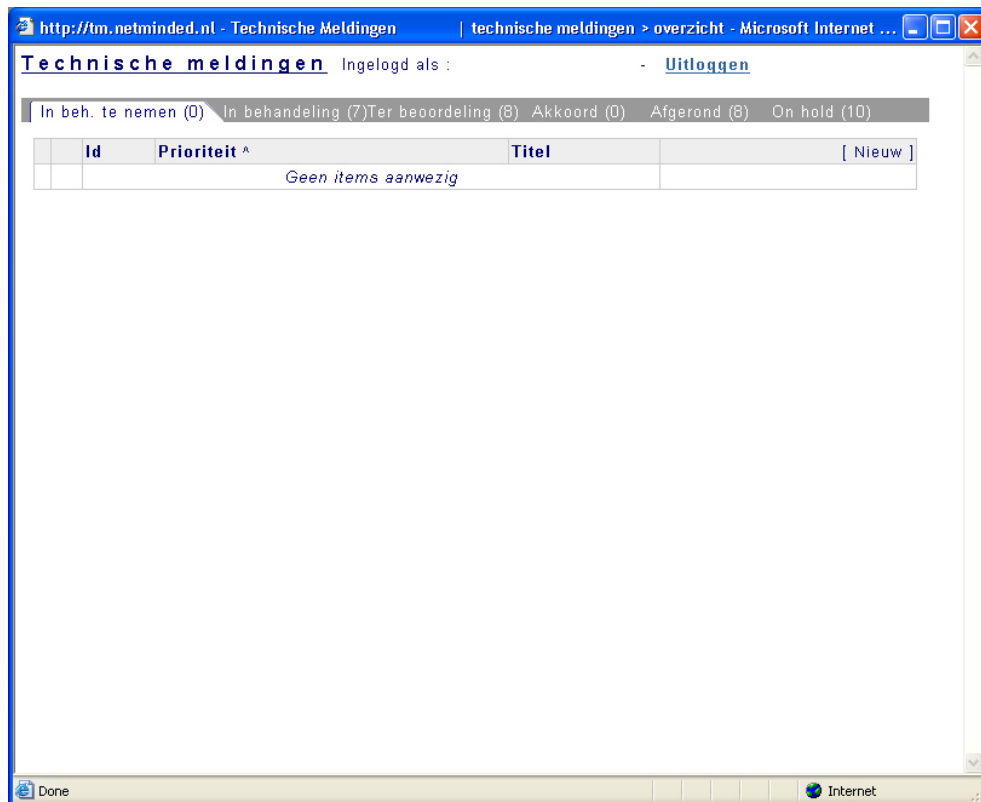 http://tm.netminded.nl - Technische Meldingen | technische meldingen > overzicht - Microsoft Internet ...
Technische meldingen Ingelogd als : - Uitloggen
In beh. te nemen (0) In behandeling (7) Ter beoordeling (8) Akkoord (0) Afgerond (8) On hold (10)
Id Prioriteit ^ Titel [ Nieuw ]
Geen items aanwezig
Done Internet